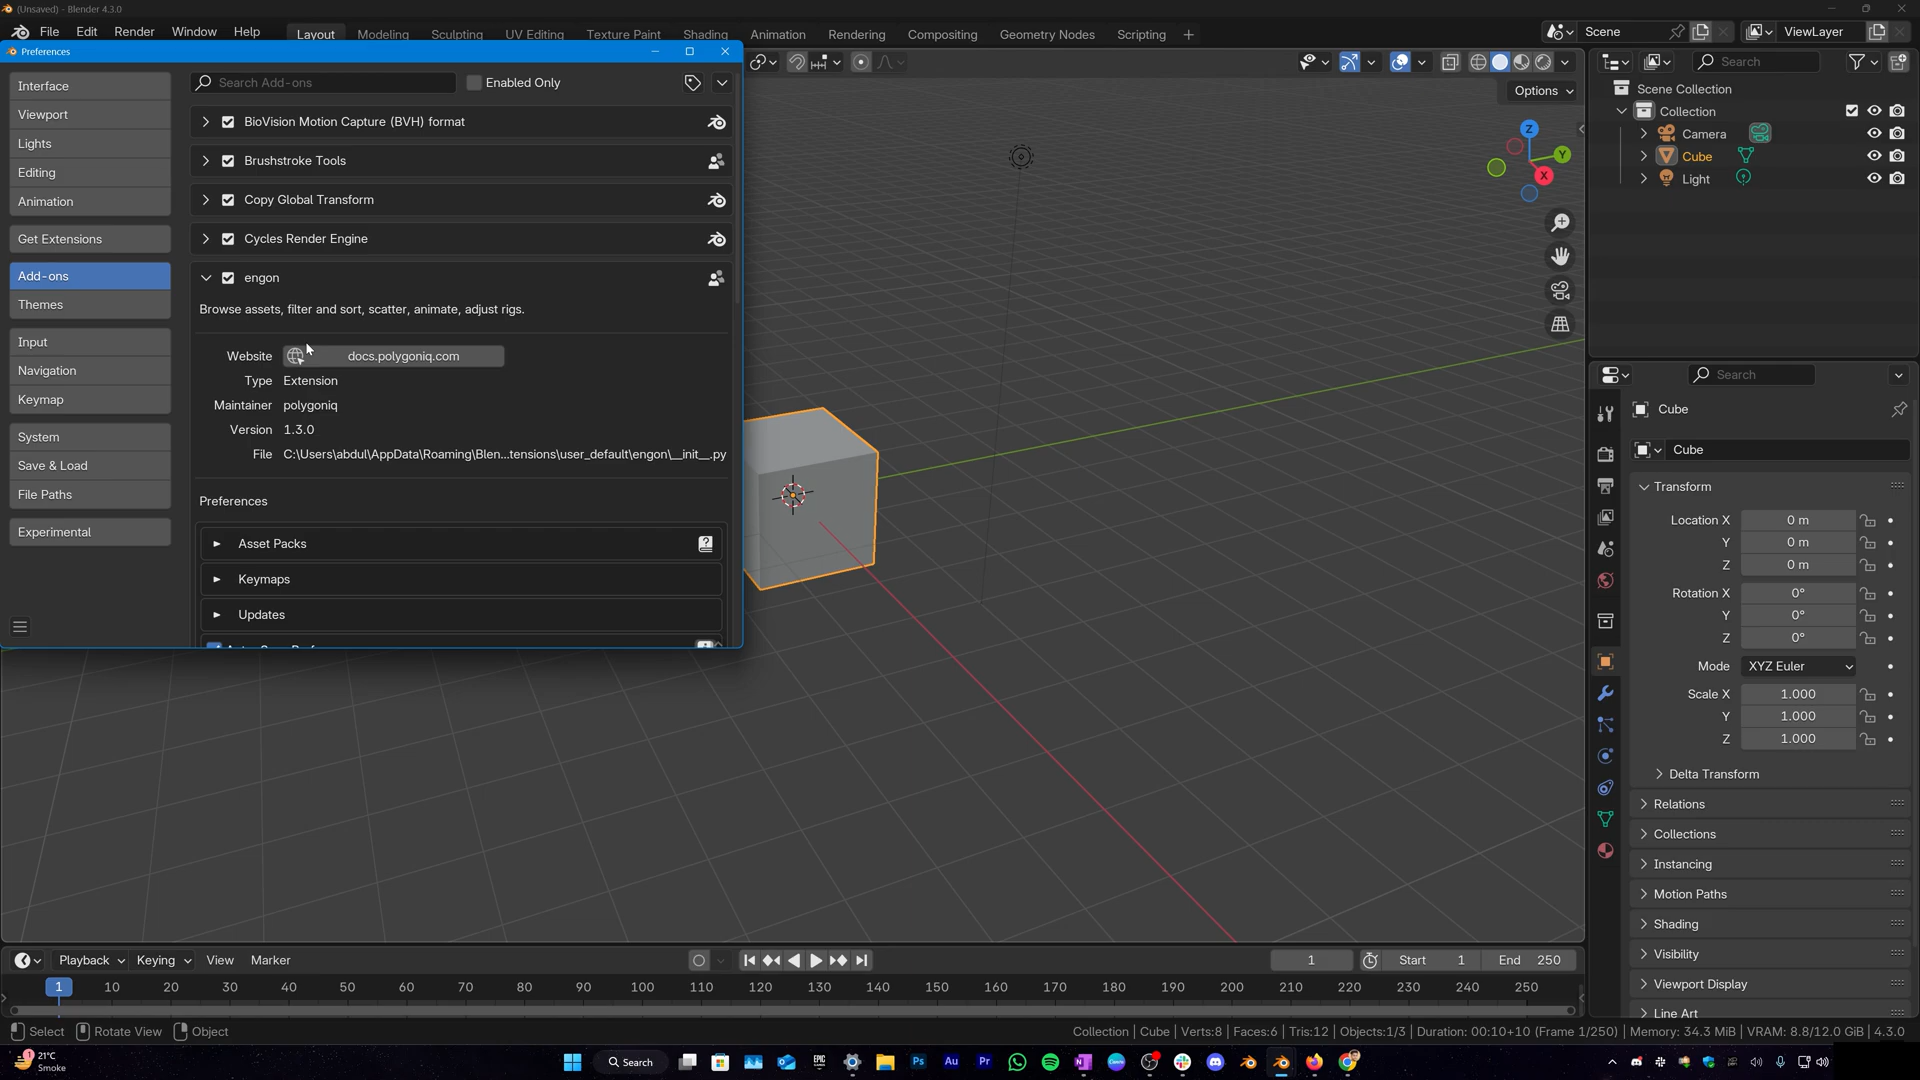 (Unsaved) - Blender 4.3.0
File Edit Render Window Help Layout Modeling Sculpting UV Editing Texture Paint Shading Animation Rendering Compositing Geometry Nodes Scripting + Scene ViewLayer
Preferences
Interface
Viewport
Lights
Editing
Animation
Get Extensions
Add-ons
Themes
Input
Navigation
Keymap
System
Save & Load
File Paths
Experimental
Search Add-ons Enabled Only
BioVision Motion Capture (BVH) format
Brushstroke Tools
Copy Global Transform
Cycles Render Engine
engon
Browse assets, filter and sort, scatter, animate, adjust rigs.
Website docs.polygoniq.com
Type Extension
Maintainer polygoniq
Version 1.3.0
File C:\Users\abdul\AppData\Roaming\Blen...tensions\user_default\engon\__init__.py
Preferences
Asset Packs
Keymaps
Updates
Options
Z
Y
X
Search
Scene Collection
Collection
Camera
Cube
Light
Search
Cube
Cube
Transform
Location X 0 m
Y 0 m
Z 0 m
Rotation X 0°
Y 0°
Z 0°
Mode XYZ Euler
Scale X 1.000
Y 1.000
Z 1.000
Delta Transform
Relations
Collections
Instancing
Motion Paths
Shading
Visibility
Viewport Display
Line Art
Playback Keying View Marker 1 Start 1 End 250
1 10 20 30 40 50 60 70 80 90 100 110 120 130 140 150 160 170 180 190 200 210 220 230 240 250
Select Rotate View Object Collection | Cube | Verts:8 | Faces:6 | Tris:12 | Objects:1/3 | Duration: 00:10+10 (Frame 1/250) | Memory: 34.3 MiB | VRAM: 8.8/12.0 GiB | 4.3.0
1
21°C
Smoke
Search
EPIC
Ps
Au
Pr